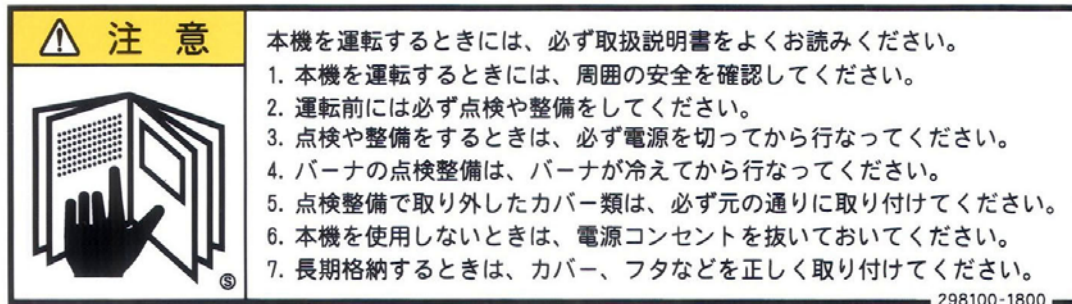 注 意
本機を運転するときには、必ず取扱説明書をよくお読みください。
1. 本機を運転するときには、周囲の安全を確認してください。
2. 運転前には必ず点検や整備をしてください。
3. 点検や整備をするときは、必ず電源を切ってから行なってください。
4. バーナの点検整備は、バーナが冷えてから行なってください。
5. 点検整備で取り外したカバー類は、必ず元の通りに取り付けてください。
6. 本機を使用しないときは、電源コンセントを抜いておいてください。
7. 長期格納するときは、カバー、フタなどを正しく取り付けてください。
Ⓢ
298100-1800